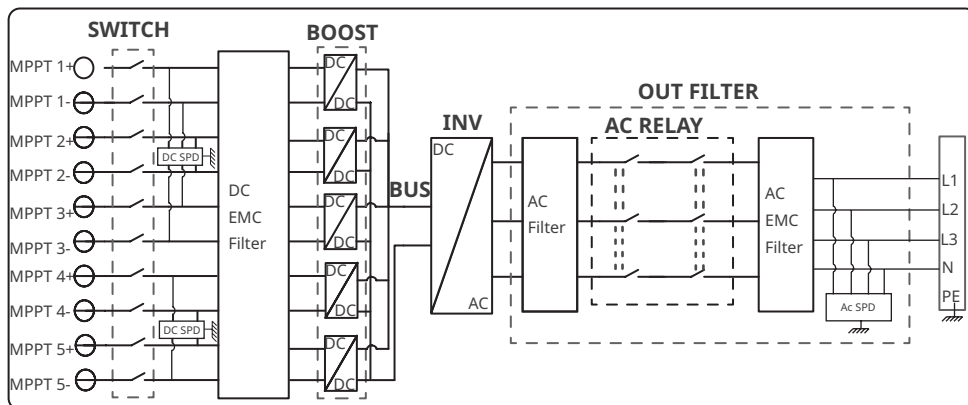 SWITCH
BOOST
MPPT 1+
MPPT 1-
MPPT 2+
MPPT 2-
MPPT 3+
MPPT 3-
MPPT 4+
MPPT 4-
MPPT 5+
MPPT 5-
DC SPD
DC SPD
DC
EMC
Filter
DC
DC
DC
DC
DC
DC
DC
DC
DC
DC
BUS
INV
DC
AC
OUT FILTER
AC RELAY
AC
Filter
AC
EMC
Filter
Ac SPD
L1
L2
L3
N
PE